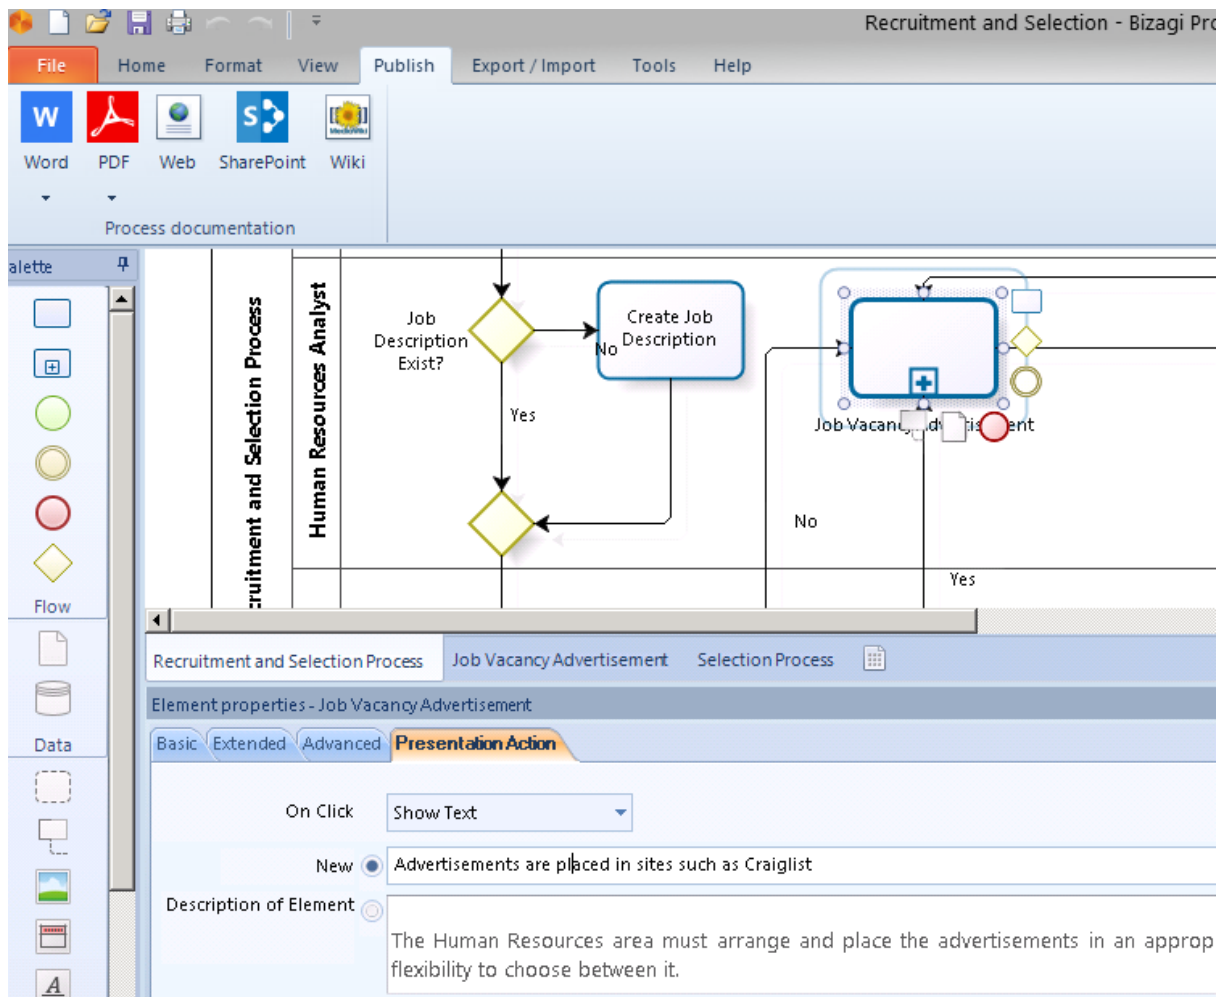 Recruitment and Selection - Bizagi Pro
File Home Format View Publish Export / Import Tools Help
W S
Word PDF Web SharePoint Wiki
Process documentation
alette
Flow
Data
A
cruitment and Selection Process
Human Resources Analyst
Job
Description
Exist?
No
Create Job
Description
Yes
Job Vacancy Advertisement
No
Yes
Recruitment and Selection Process Job Vacancy Advertisement Selection Process
Element properties - Job Vacancy Advertisement
Basic Extended Advanced Presentation Action
On Click Show Text
New Advertisements are placed in sites such as Craiglist
Description of Element
The Human Resources area must arrange and place the advertisements in an approp
flexibility to choose between it.